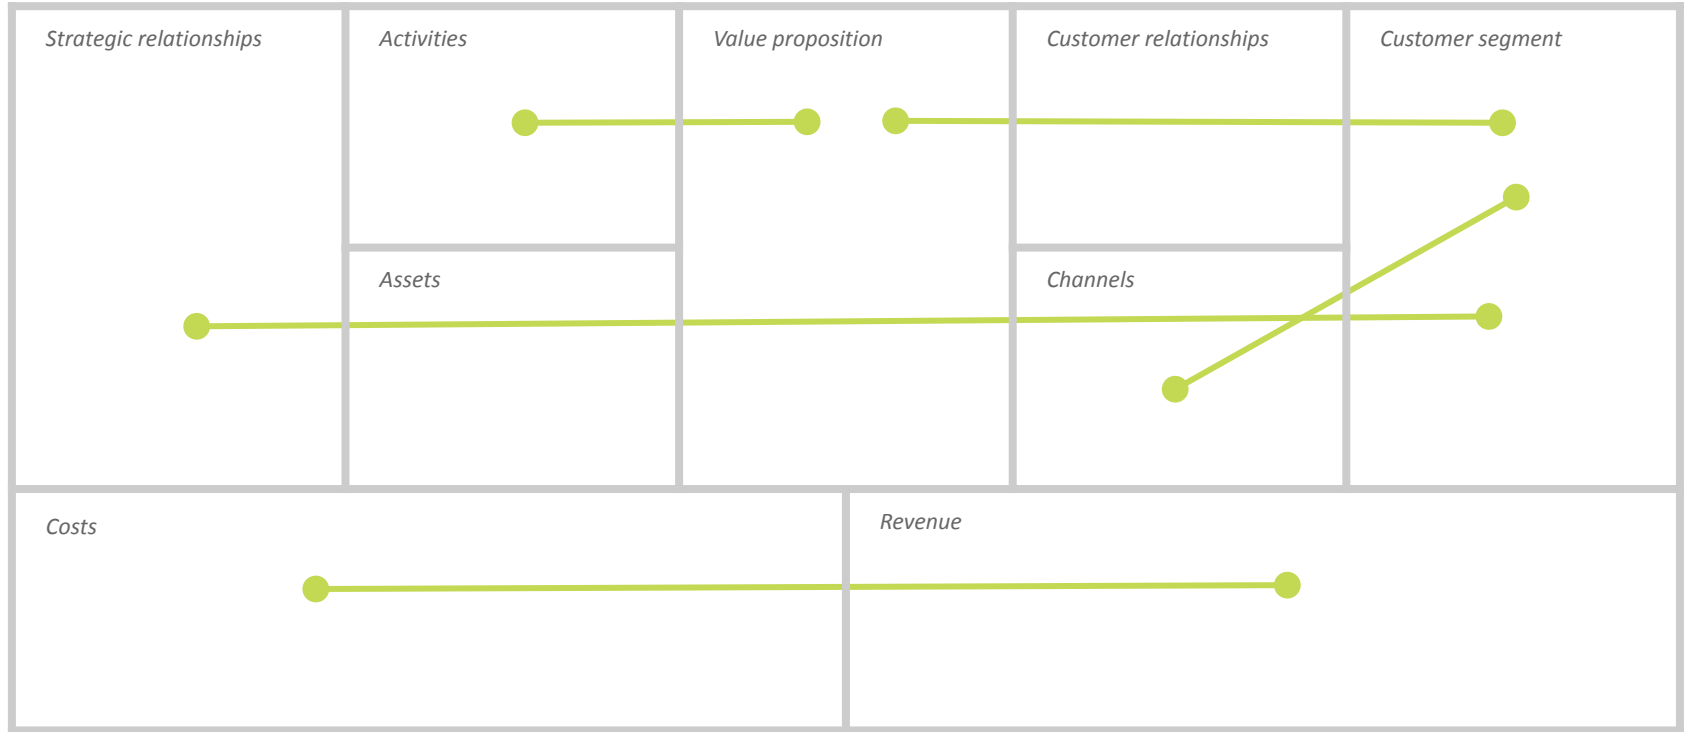 Strategic relationships
Activities
Value proposition
Customer relationships
Customer segment
Assets
Channels
Costs
Revenue